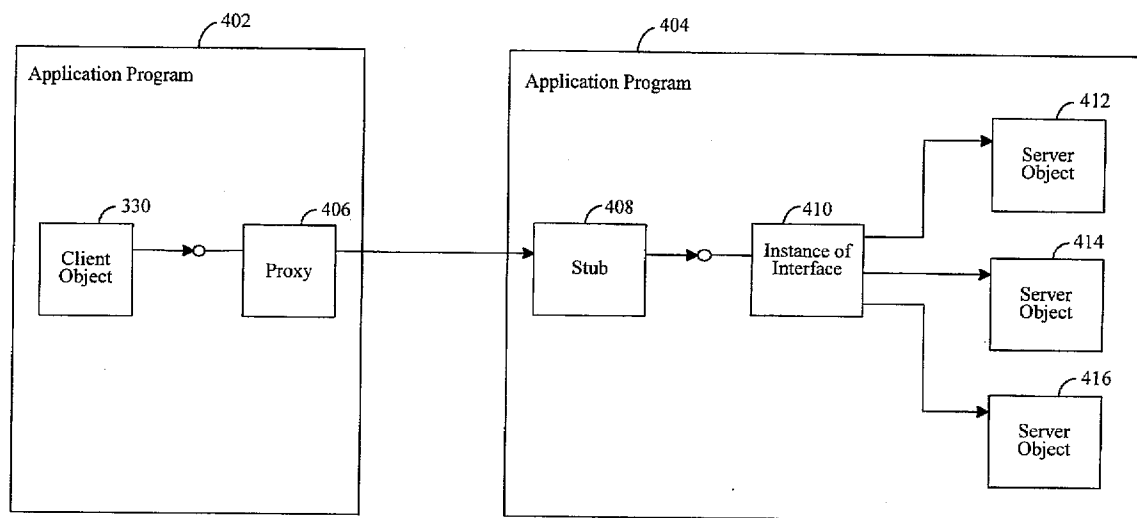 402
404
Application Program
Application Program
412
Server
Object
330
406
408
410
414
Client
Object
Proxy
Stub
Instance of
Interface
Server
Object
416
Server
Object